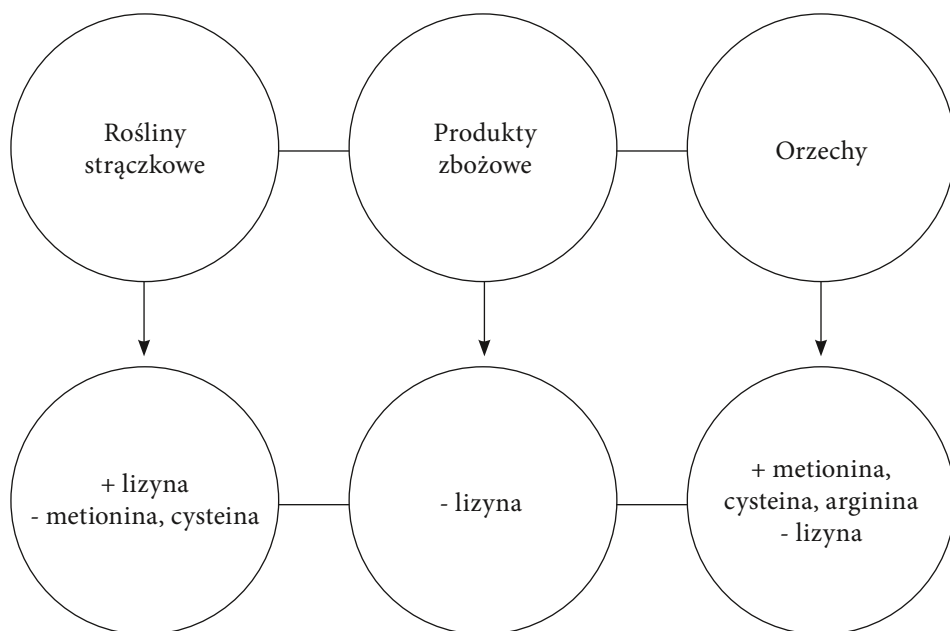 Rośliny
strączkowe
Produkty
zbożowe
Orzechy
+ lizyna
- metionina, cysteina
- lizyna
+ metionina,
cysteina, arginina
- lizyna